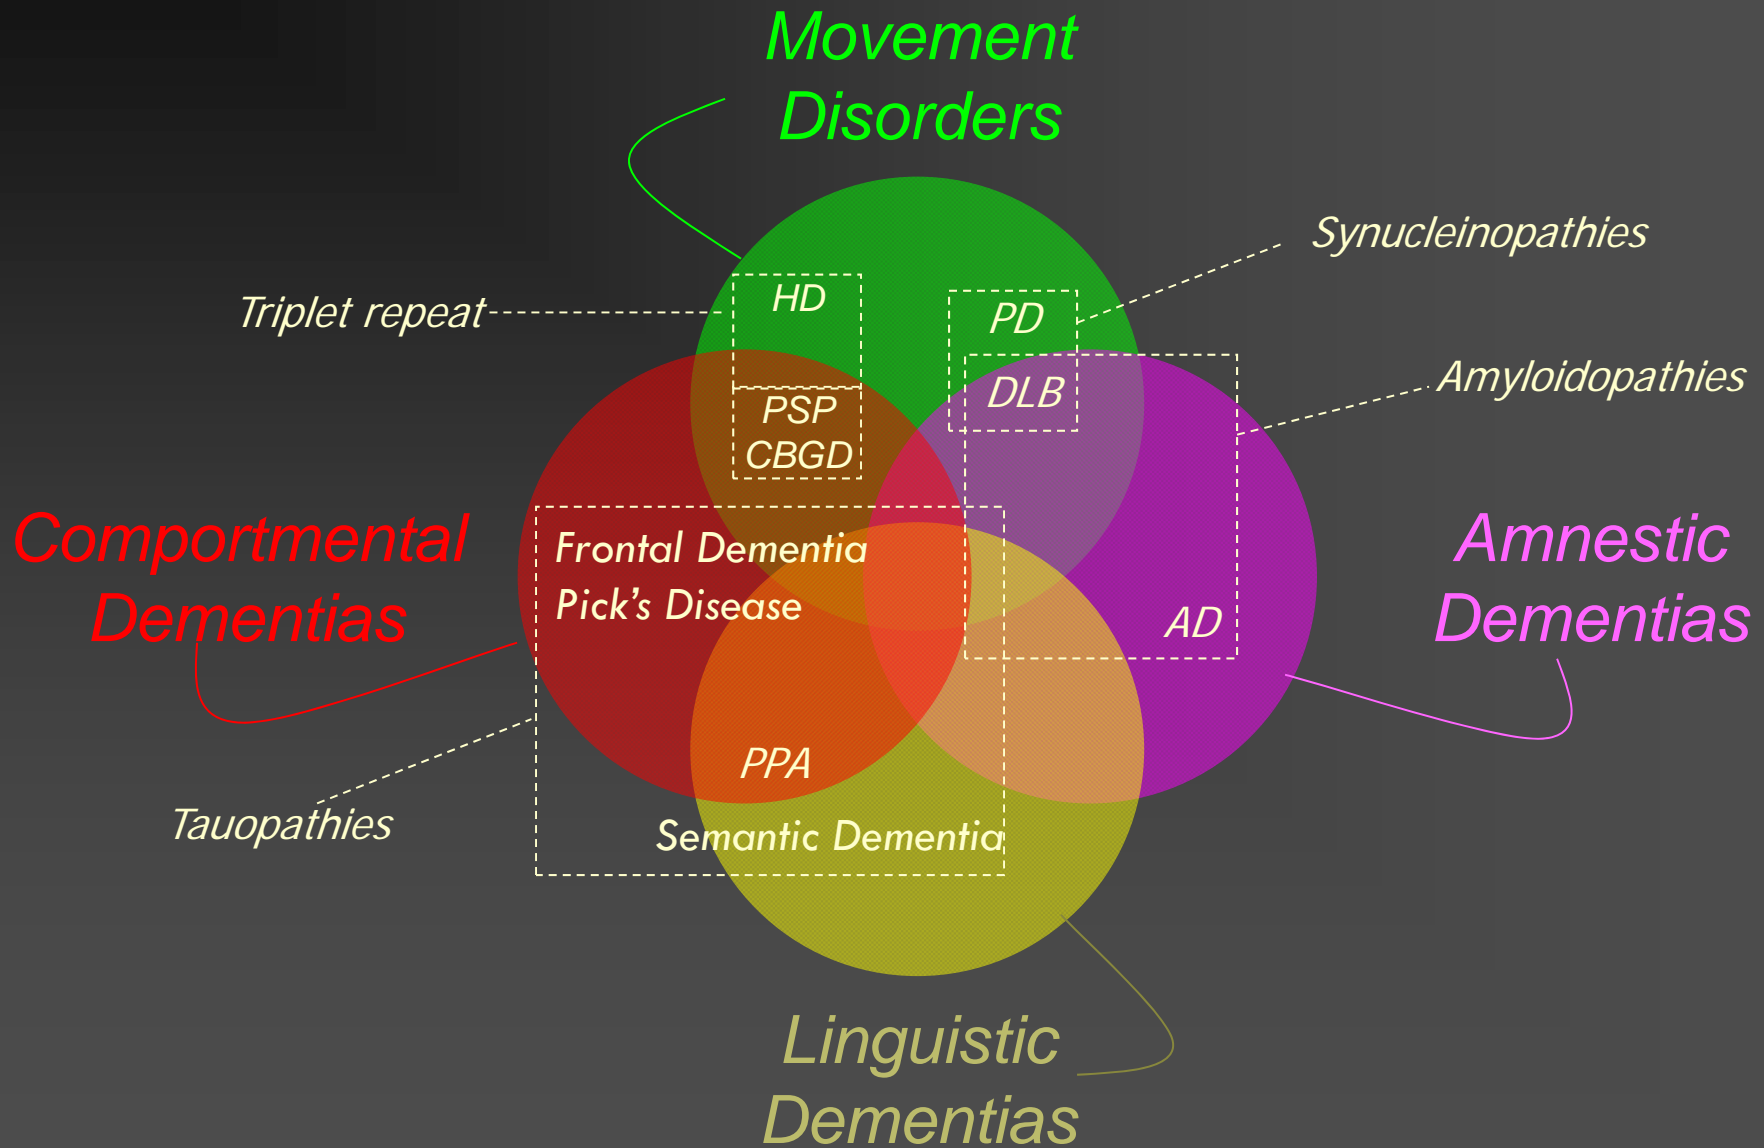 Movement
Disorders
Synucleinopathies
Triplet repeat
HD
PD
Amyloidopathies
DLB
PSP
CBGD
Comportmental
Dementias
Frontal Dementia
Pick's Disease
Amnestic
Dementias
AD
PPA
Tauopathies
Semantic Dementia
Linguistic
Dementias